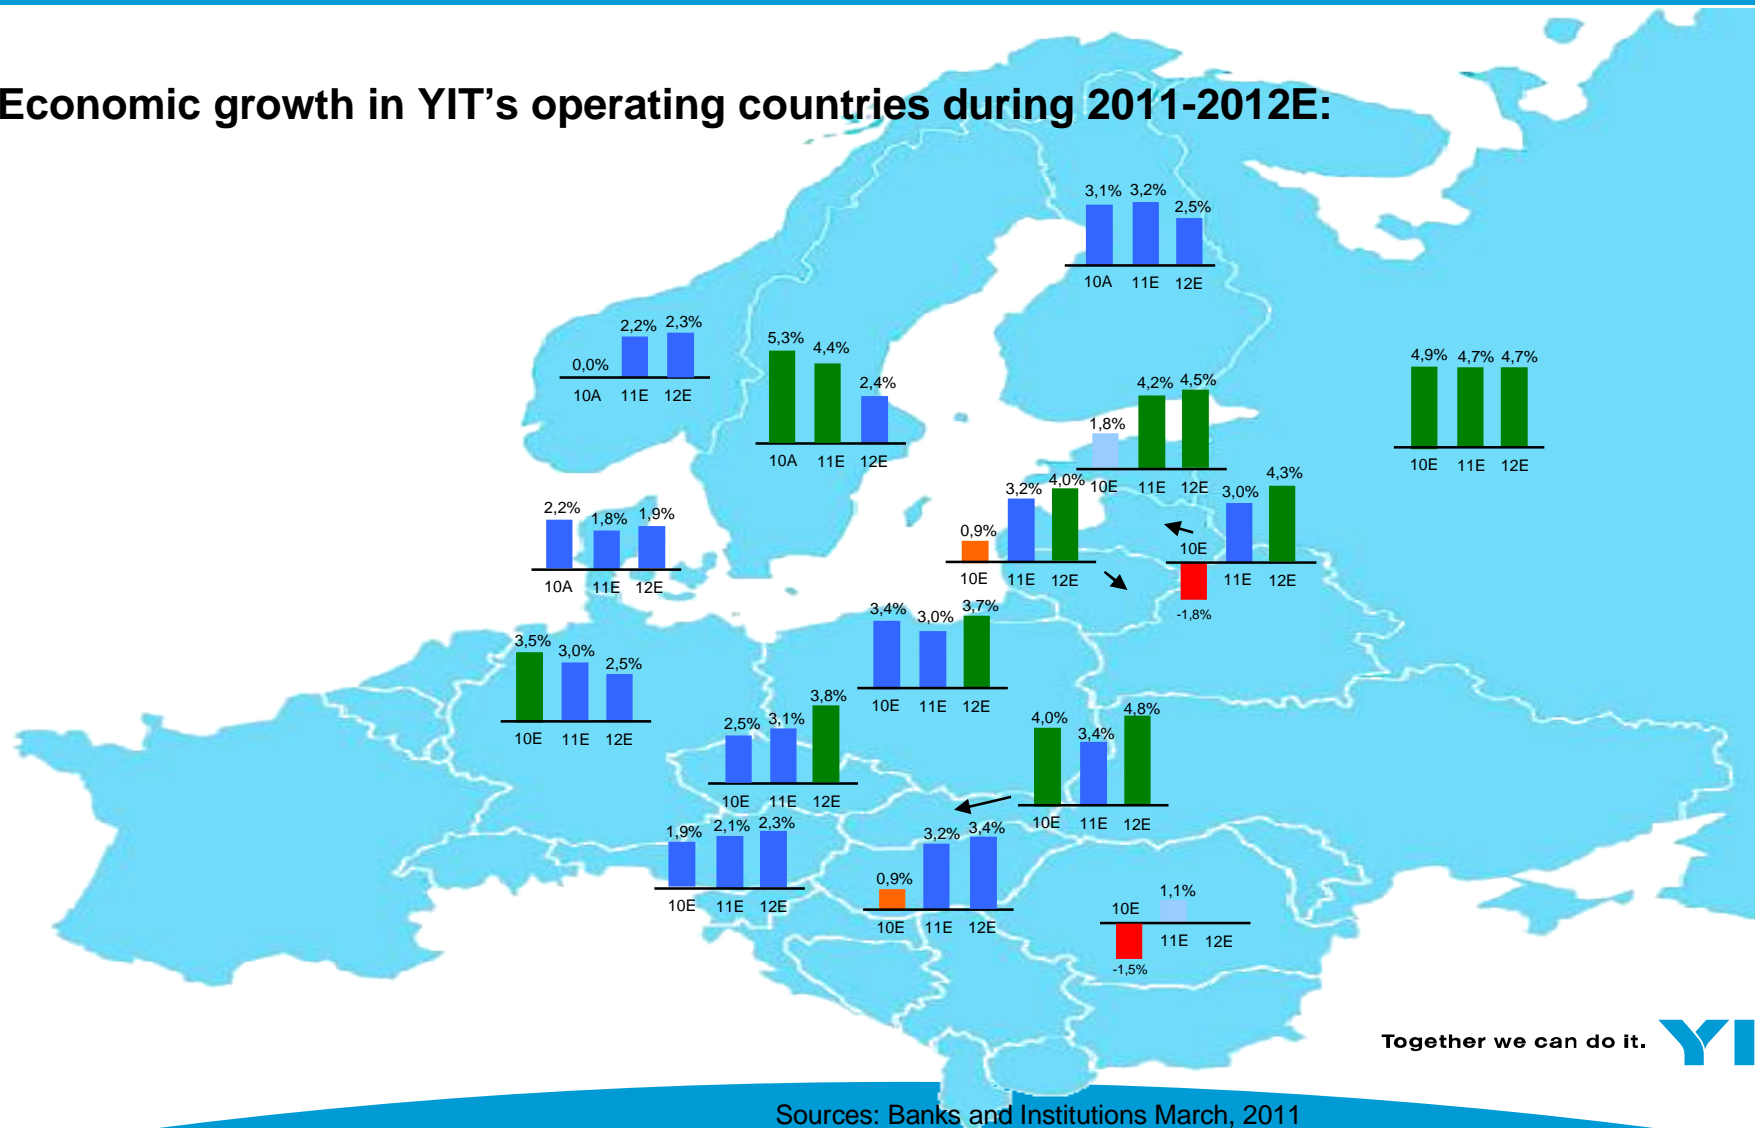 Economic growth in YIT’s operating countries during 2011-2012E:
3,1% 3,2% 2,5%
10A 11E 12E
0,0% 2,2% 2,3%
10A 11E 12E
5,3% 4,4% 2,4%
10A 11E 12E
4,9% 4,7% 4,7%
10E 11E 12E
1,8% 4,2% 4,5%
10E 11E 12E
2,2% 1,8% 1,9%
10A 11E 12E
0,9% 3,2% 4,0%
10E 11E 12E
3,0% 4,3%
10E 11E 12E
-1,8%
3,4% 3,0% 3,7%
10E 11E 12E
3,5% 3,0% 2,5%
10E 11E 12E
2,5% 3,1% 3,8%
10E 11E 12E
4,0% 3,4% 4,8%
10E 11E 12E
1,9% 2,1% 2,3%
10E 11E 12E
0,9% 3,2% 3,4%
10E 11E 12E
1,1%
10E 11E 12E
-1,5%
Together we can do it. YI
Sources: Banks and Institutions March, 2011